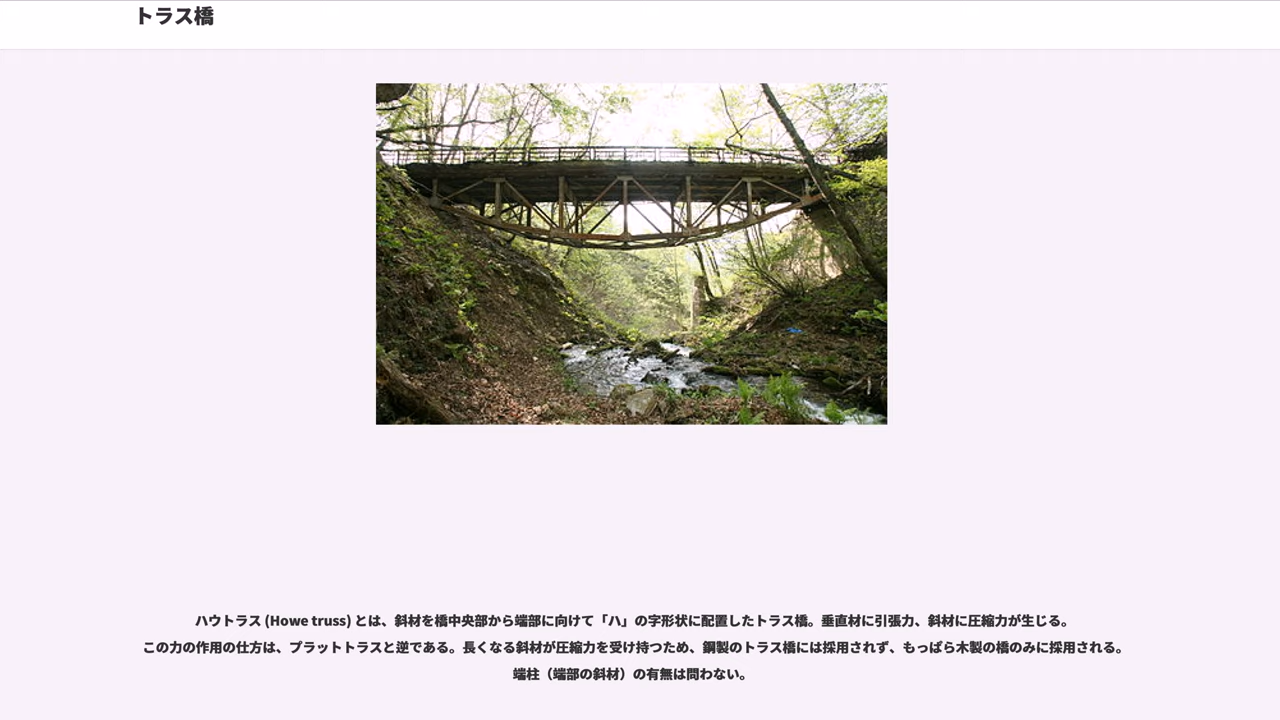 トラス橋
ハウトラス (Howe truss) とは、斜材を橋中央部から端部に向けて「ハ」の字形状に配置したトラス橋。垂直材に引張力、斜材に圧縮力が生じる。
この力の作用の仕方は、プラットトラスと逆である。長くなる斜材が圧縮力を受け持つため、鋼製のトラス橋には採用されず、もっぱら木製の橋のみに採用される。
端柱（端部の斜材）の有無は問わない。